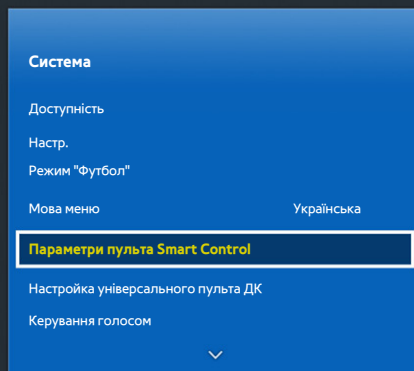 Система
Доступність
Настр.
Режим "Футбол"
Мова меню Українська
Параметри пульта Smart Control
Настройка універсального пульта ДК
Керування голосом